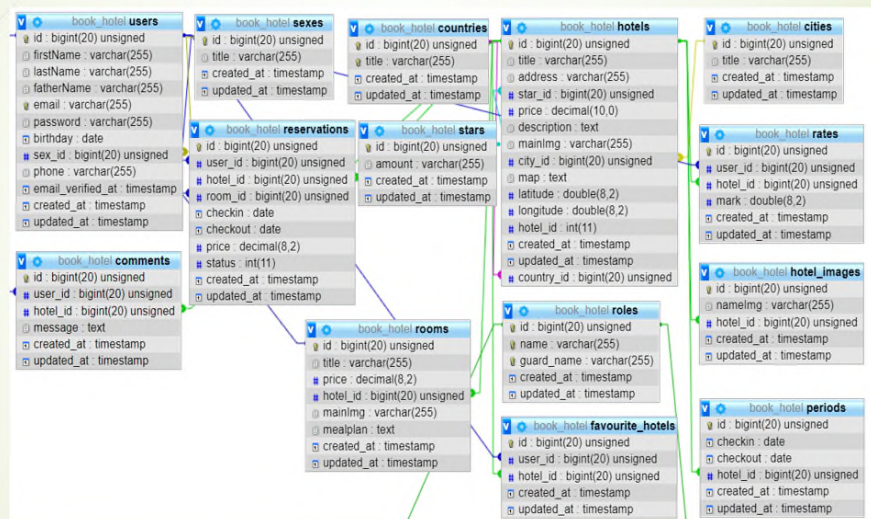 book_hotel users
id : bigint(20) unsigned
firstName : varchar(255)
lastName : varchar(255)
fatherName : varchar(255)
email : varchar(255)
password : varchar(255)
birthday : date
sex_id : bigint(20) unsigned
phone : varchar(255)
email_verified_at : timestamp
created_at : timestamp
updated_at : timestamp
book_hotel sexes
id : bigint(20) unsigned
title : varchar(255)
created_at : timestamp
updated_at : timestamp
book_hotel countries
id : bigint(20) unsigned
title : varchar(255)
created_at : timestamp
updated_at : timestamp
book_hotel hotels
id : bigint(20) unsigned
title : varchar(255)
address : varchar(255)
star_id : bigint(20) unsigned
price : decimal(10,0)
description : text
mainImg : varchar(255)
city_id : bigint(20) unsigned
map : text
latitude : double(8,2)
longitude : double(8,2)
hotel_id : int(11)
created_at : timestamp
updated_at : timestamp
country_id : bigint(20) unsigned
book_hotel cities
id : bigint(20) unsigned
title : varchar(255)
created_at : timestamp
updated_at : timestamp
book_hotel reservations
id : bigint(20) unsigned
user_id : bigint(20) unsigned
hotel_id : bigint(20) unsigned
room_id : bigint(20) unsigned
checkin : date
checkout : date
price : decimal(8,2)
status : int(11)
created_at : timestamp
updated_at : timestamp
book_hotel stars
id : bigint(20) unsigned
amount : varchar(255)
created_at : timestamp
updated_at : timestamp
book_hotel rates
id : bigint(20) unsigned
user_id : bigint(20) unsigned
hotel_id : bigint(20) unsigned
mark : double(8,2)
created_at : timestamp
updated_at : timestamp
book_hotel comments
id : bigint(20) unsigned
user_id : bigint(20) unsigned
hotel_id : bigint(20) unsigned
message : text
created_at : timestamp
updated_at : timestamp
book_hotel hotel_images
id : bigint(20) unsigned
nameImg : varchar(255)
hotel_id : bigint(20) unsigned
created_at : timestamp
updated_at : timestamp
book_hotel rooms
id : bigint(20) unsigned
title : varchar(255)
price : decimal(8,2)
hotel_id : bigint(20) unsigned
mainImg : varchar(255)
mealplan : text
created_at : timestamp
updated_at : timestamp
book_hotel roles
id : bigint(20) unsigned
name : varchar(255)
guard_name : varchar(255)
created_at : timestamp
updated_at : timestamp
book_hotel favourite_hotels
id : bigint(20) unsigned
user_id : bigint(20) unsigned
hotel_id : bigint(20) unsigned
created_at : timestamp
updated_at : timestamp
book_hotel periods
id : bigint(20) unsigned
checkin : date
checkout : date
hotel_id : bigint(20) unsigned
created_at : timestamp
updated_at : timestamp